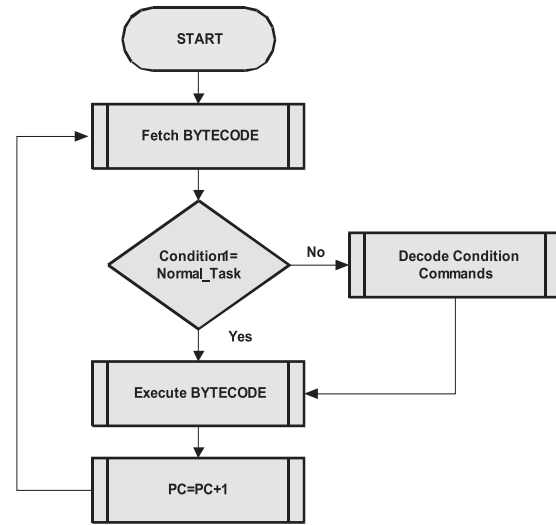 START
Fetch BYTECODE
Condition1=
Normal_Task
No
Decode Condition
Commands
Yes
Execute BYTECODE
PC=PC+1